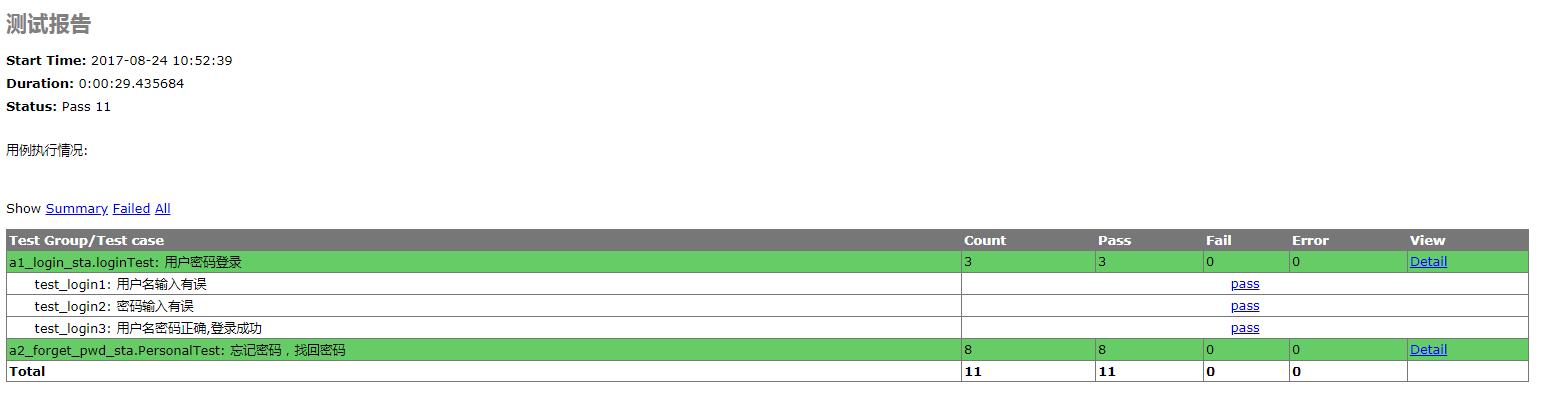 测试报告
Start Time: 2017-08-24 10:52:39
Duration: 0:00:29.435684
Status: Pass 11
用例执行情况:
Show Summary Failed All
Test Group/Test case Count Pass Fail Error View
a1_login_sta.loginTest: 用户密码登录 3 3 0 0 Detail
test_login1: 用户名输入有误 pass
test_login2: 密码输入有误 pass
test_login3: 用户名密码正确,登录成功 pass
a2_forget_pwd_sta.PersonalTest: 忘记密码，找回密码 8 8 0 0 Detail
Total 11 11 0 0